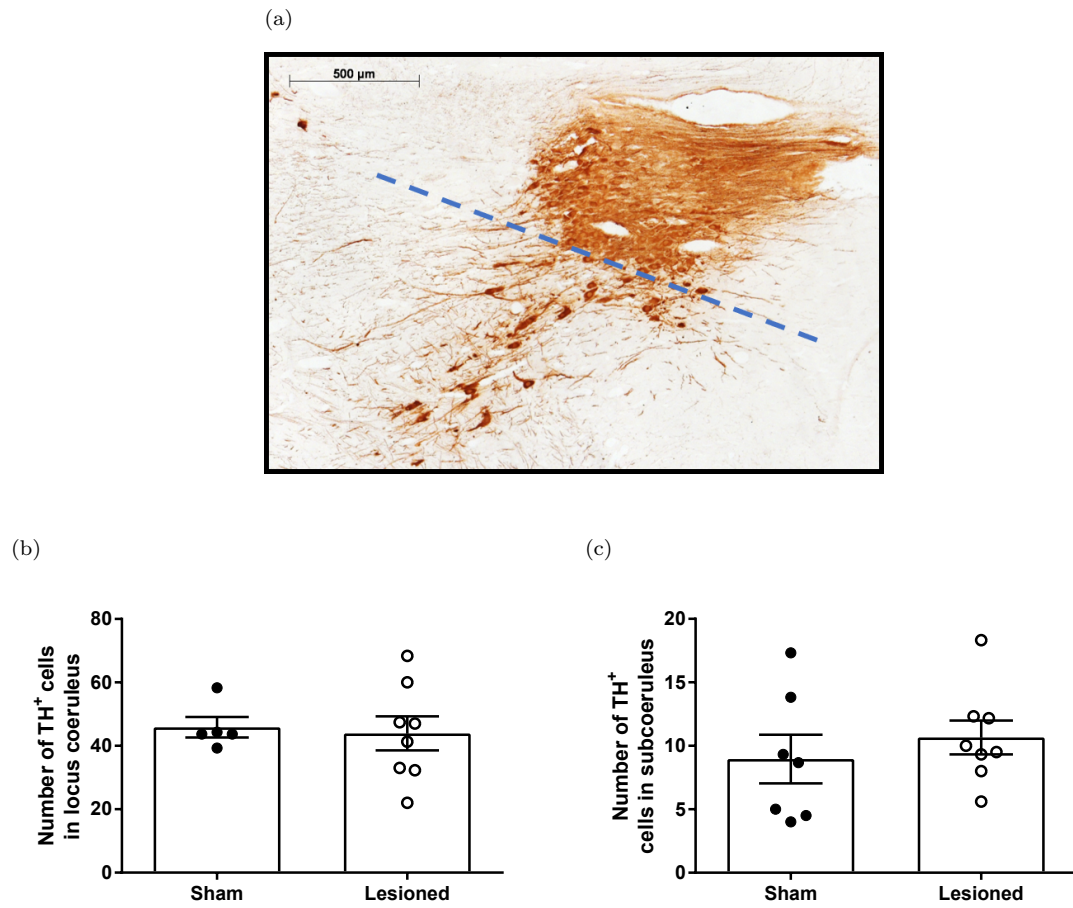 (a)
500 µm
(b)
(c)
Number of TH⁺ cells
in locus coeruleus
80
60
40
20
0
Sham
Lesioned
Number of TH⁺
cells in subcoeruleus
20
15
10
5
0
Sham
Lesioned